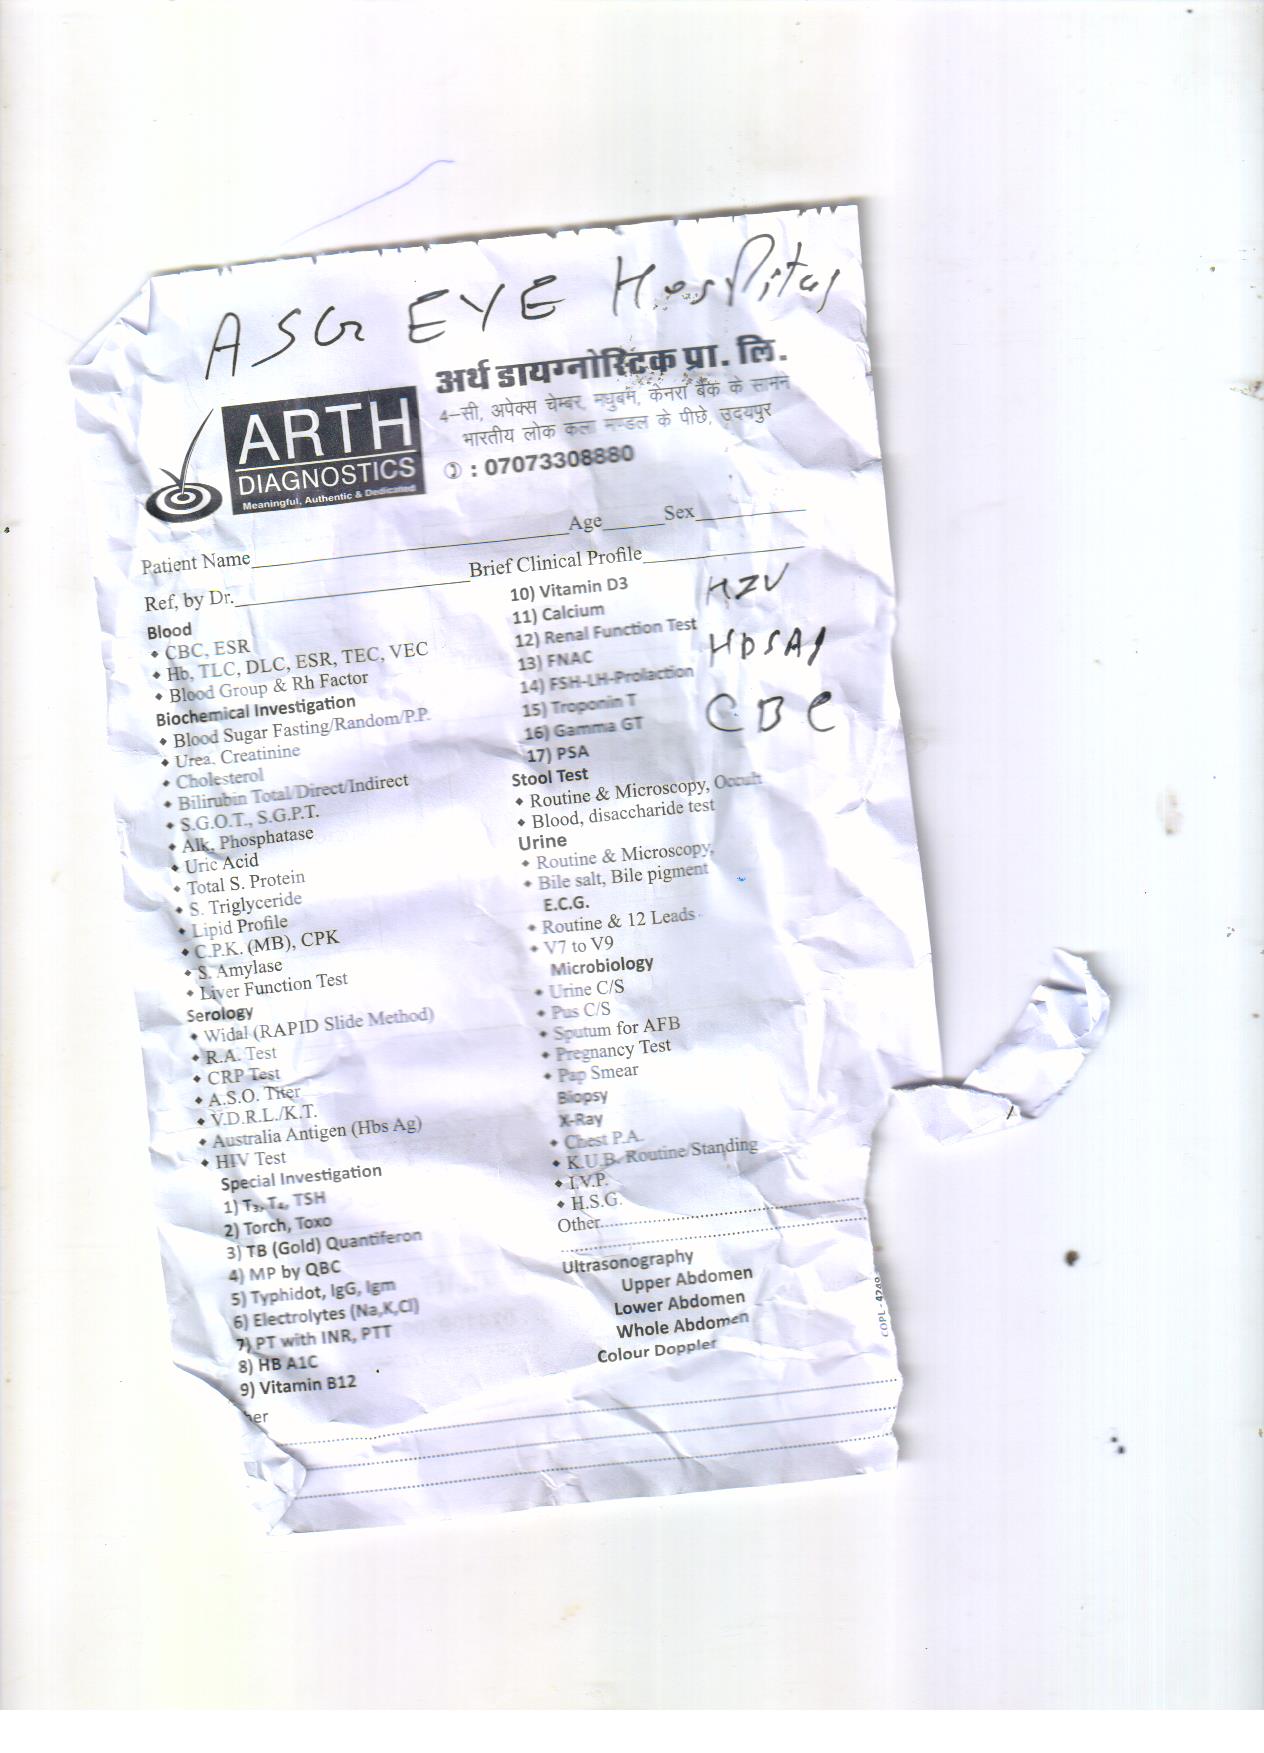 ASG EYE Hospital
अर्थ डायग्नोस्टिक प्रा. लि.
4-सी, अपेक्स चेम्बर, मधुबन, केनरा बैंक के सामने
भारतीय लोक कला मण्डल के पीछे, उदयपुर
: 07073308880
ARTH
DIAGNOSTICS
Meaningful, Authentic & Dedicated
Patient Name Age Sex
Ref, by Dr. Brief Clinical Profile
Blood
• CBC, ESR
• Hb, TLC, DLC, ESR, TEC, VEC
• Blood Group & Rh Factor
Biochemical Investigation
• Blood Sugar Fasting/Random/P.P.
• Urea. Creatinine
• Cholesterol
• Bilirubin Total/Direct/Indirect
• S.G.O.T., S.G.P.T.
• Alk, Phosphatase
• Uric Acid
• Total S. Protein
• S. Triglyceride
• Lipid Profile
• C.P.K. (MB), CPK
• S. Amylase
• Liver Function Test
Serology
• Widal (RAPID Slide Method)
• R.A. Test
• CRP Test
• A.S.O. Titer
• V.D.R.L./K.T.
• Australia Antigen (Hbs Ag)
• HIV Test
Special Investigation
1) T₃, T₄, TSH
2) Torch, Toxo
3) TB (Gold) Quantiferon
4) MP by QBC
5) Typhidot, IgG, Igm
6) Electrolytes (Na,K,Cl)
7) PT with INR, PTT
8) HB A1C
9) Vitamin B12
her
10) Vitamin D3
11) Calcium
12) Renal Function Test
13) FNAC
14) FSH-LH-Prolaction
15) Troponin T
16) Gamma GT
17) PSA
HIV
HbSAg
CBC
Stool Test
• Routine & Microscopy, Occult
• Blood, disaccharide test
Urine
• Routine & Microscopy,
• Bile salt, Bile pigment
E.C.G.
• Routine & 12 Leads
• V7 to V9
Microbiology
• Urine C/S
• Pus C/S
• Sputum for AFB
• Pregnancy Test
• Pap Smear
Biopsy
X-Ray
• Chest P.A.
• K.U.B. Routine/Standing
• I.V.P.
• H.S.G.
Other
Ultrasonography
Upper Abdomen
Lower Abdomen
Whole Abdomen
Colour Doppler
COPL - 4249